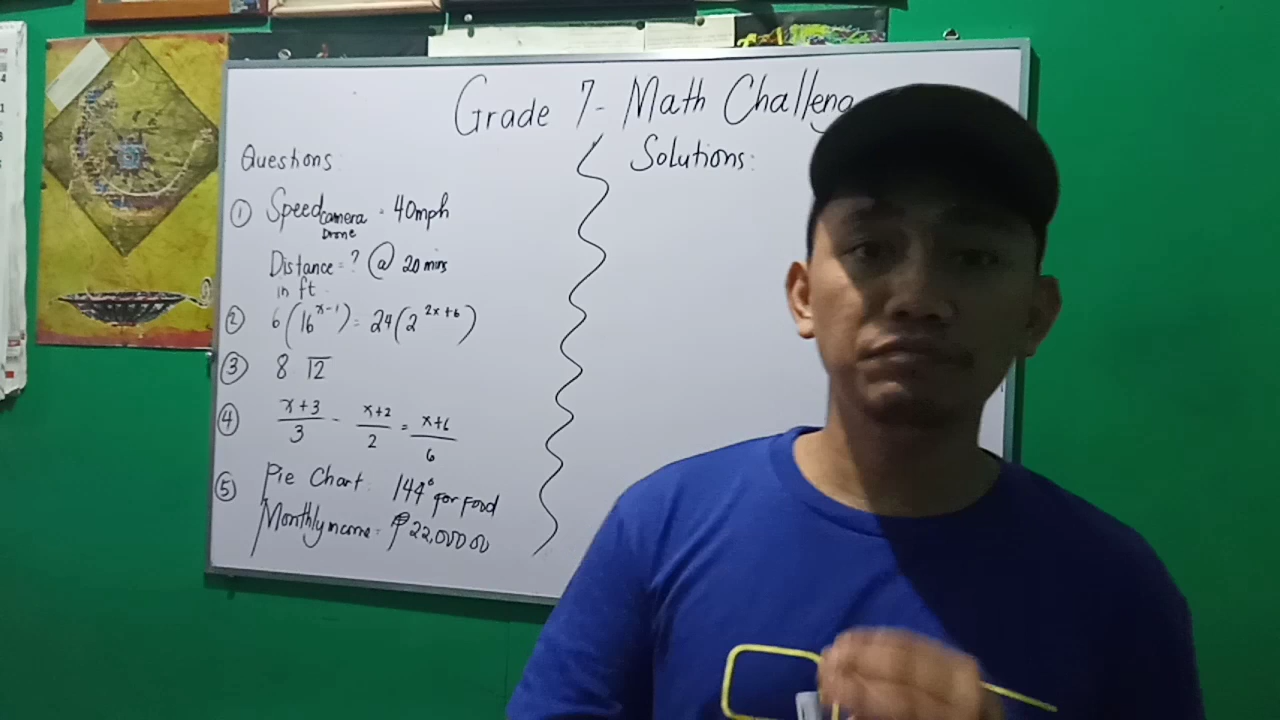 Grade 7- Math Challeng
Questions:
Solutions:
① Speed camera Drone = 40mph
Distance = ? @ 20 mins
in ft
② 6(16^x-1) = 24(2^2x+6)
③ 8 12
④ x+3/3 - x+2/2 = x+6/6
⑤ Pie Chart: 144° for Food
Monthly income = ₱22,000.00